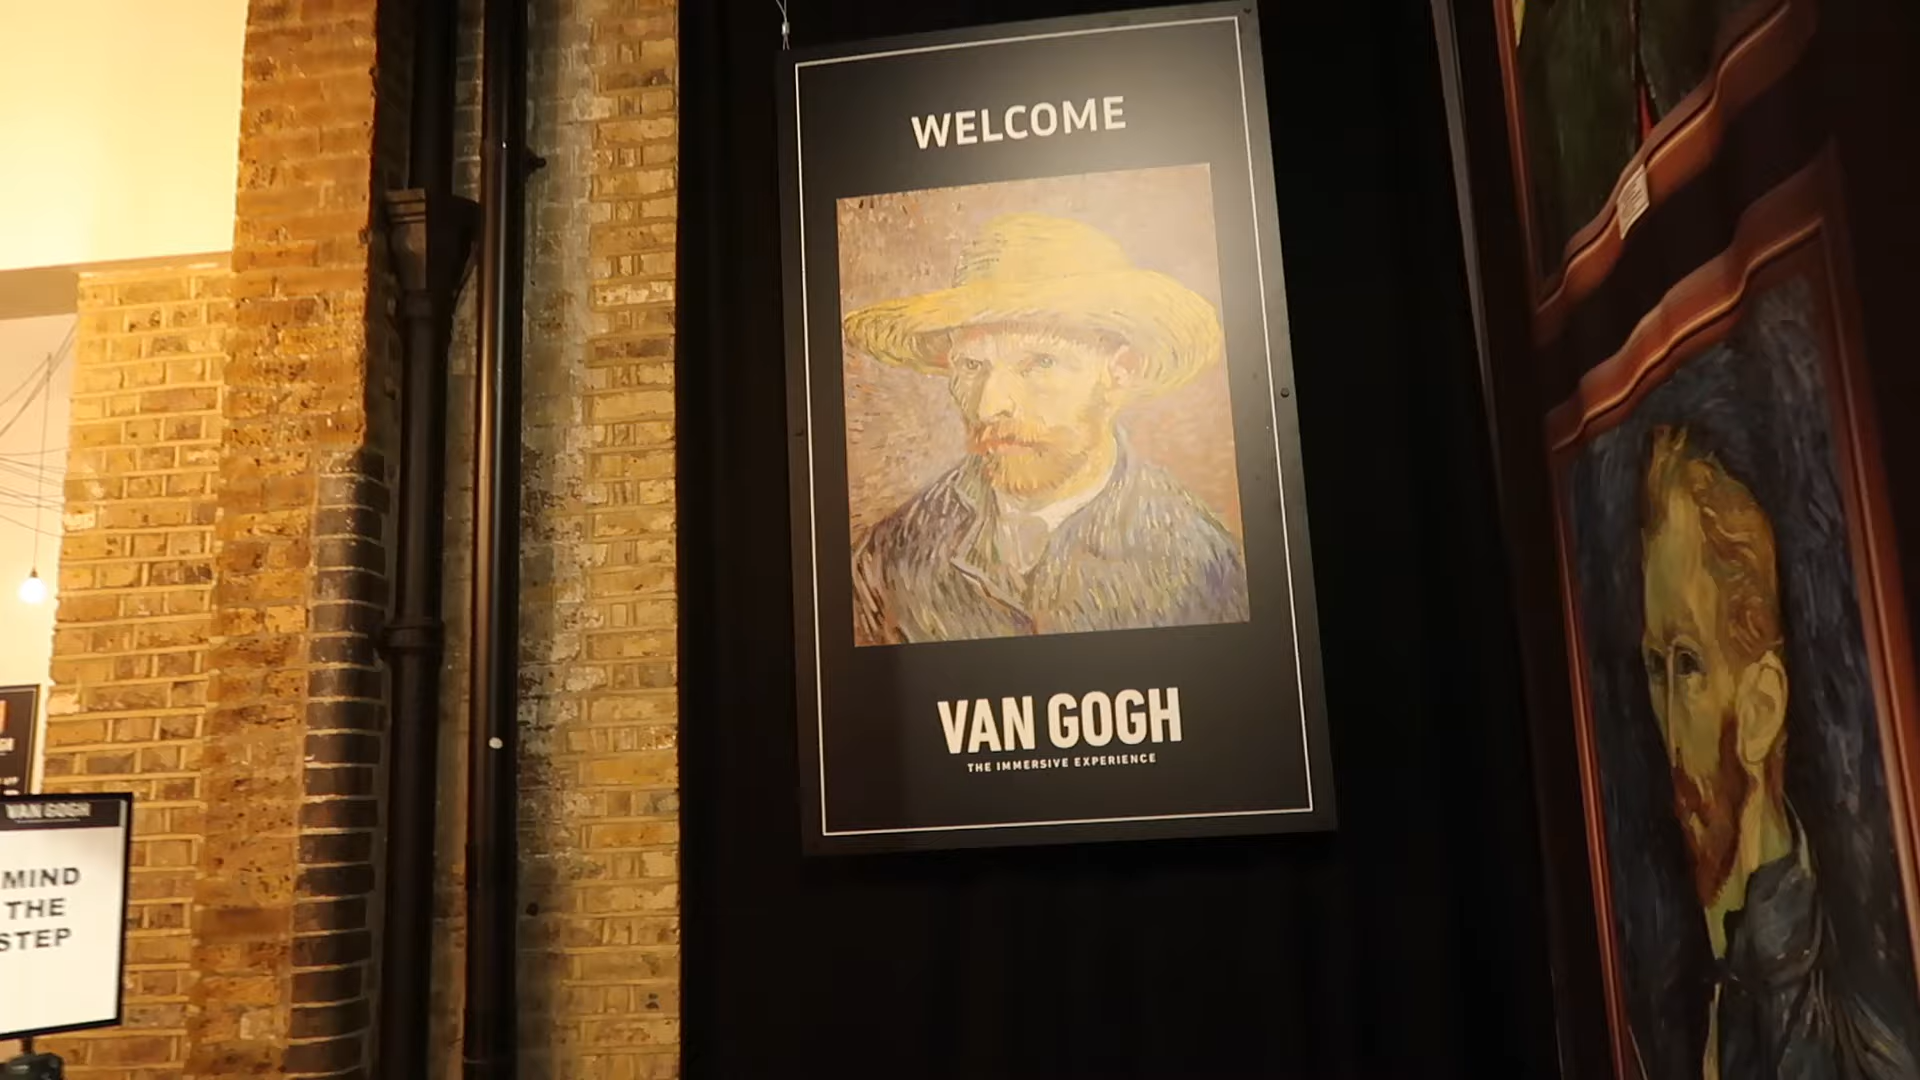 WELCOME
VAN GOGH
THE IMMERSIVE EXPERIENCE
VAN GOGH
MIND
THE
STEP